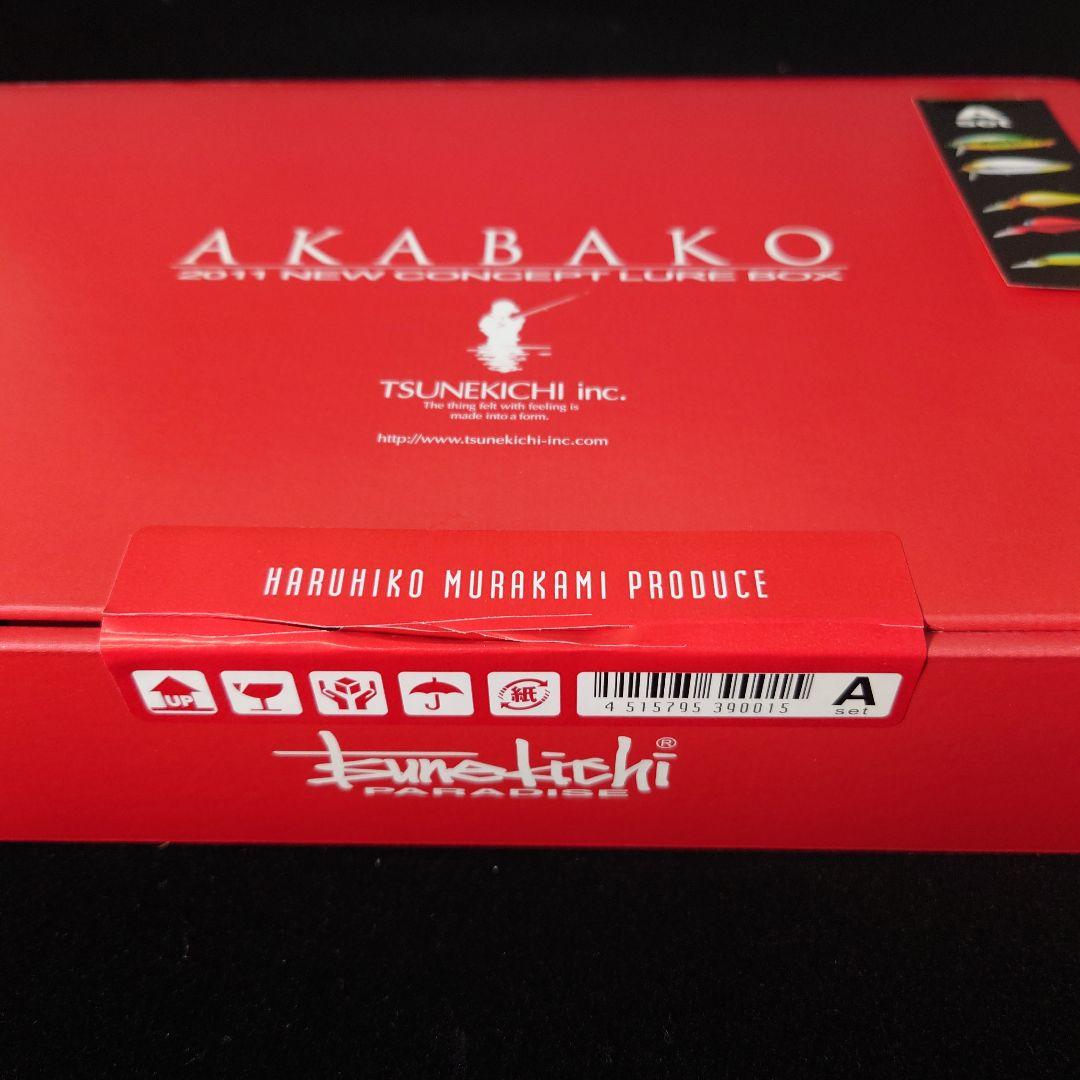 A
set
AKABAKO
2011 NEW CONCEPT LURE BOX
TSUNEKICHI inc.
The thing felt with feeling is
made into a form.
http://www.tsunekichi-inc.com
HARUHIKO MURAKAMI PRODUCE
UP
紙
4 515795 390015
A
set
tsunekichi®
PARADISE